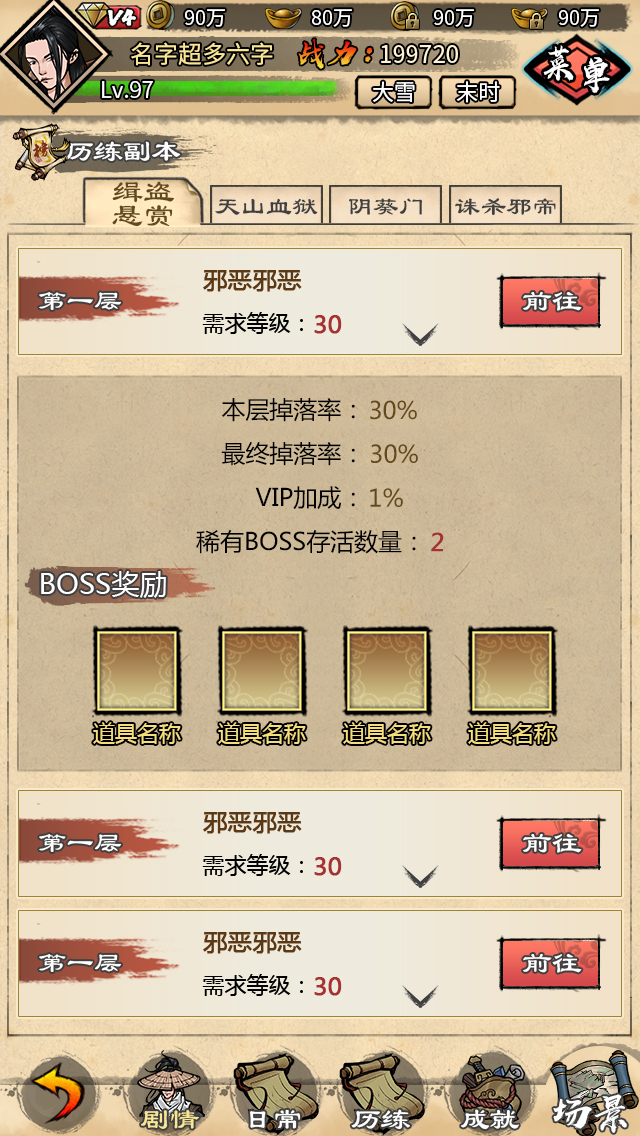 V4 90万 80万 90万 90万
名字超多六字 战力：199720
菜单
Lv.97 大雪 末时
历练副本
缉盗
悬赏
天山血狱 阴葵门 诛杀邪帝
邪恶邪恶
第一层 前往
需求等级：30
本层掉落率：30%
最终掉落率：30%
VIP加成：1%
稀有BOSS存活数量：2
BOSS奖励
道具名称 道具名称 道具名称 道具名称
邪恶邪恶
第一层 前往
需求等级：30
邪恶邪恶
第一层 前往
需求等级：30
剧情 日常 历练 成就 场景